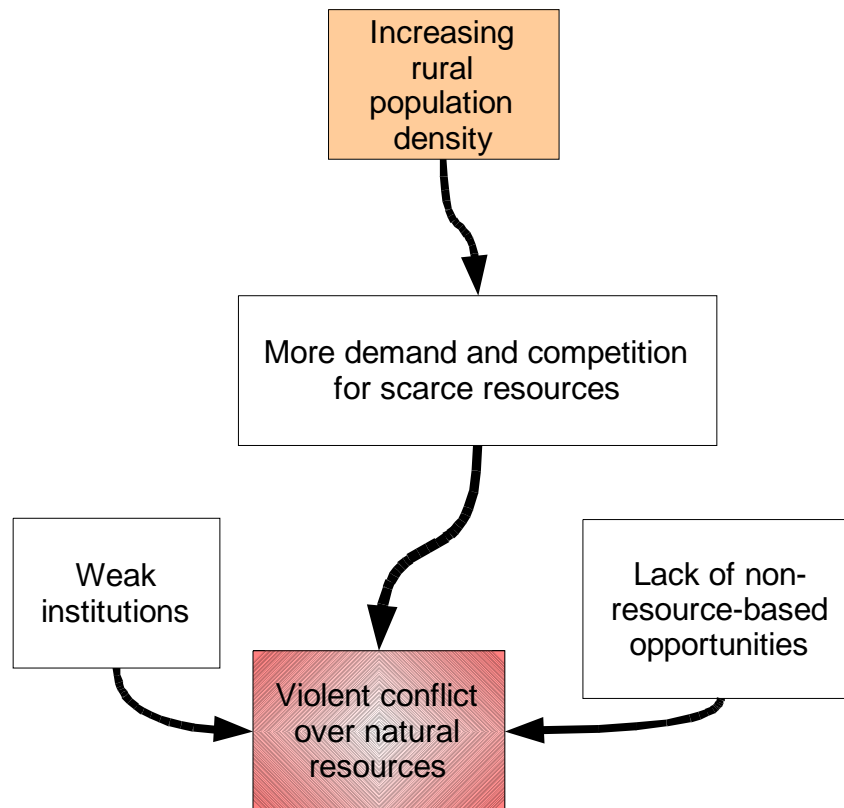 Increasing
rural
population
density
More demand and competition
for scarce resources
Weak
institutions
Lack of non-
resource-based
opportunities
Violent conflict
over natural
resources